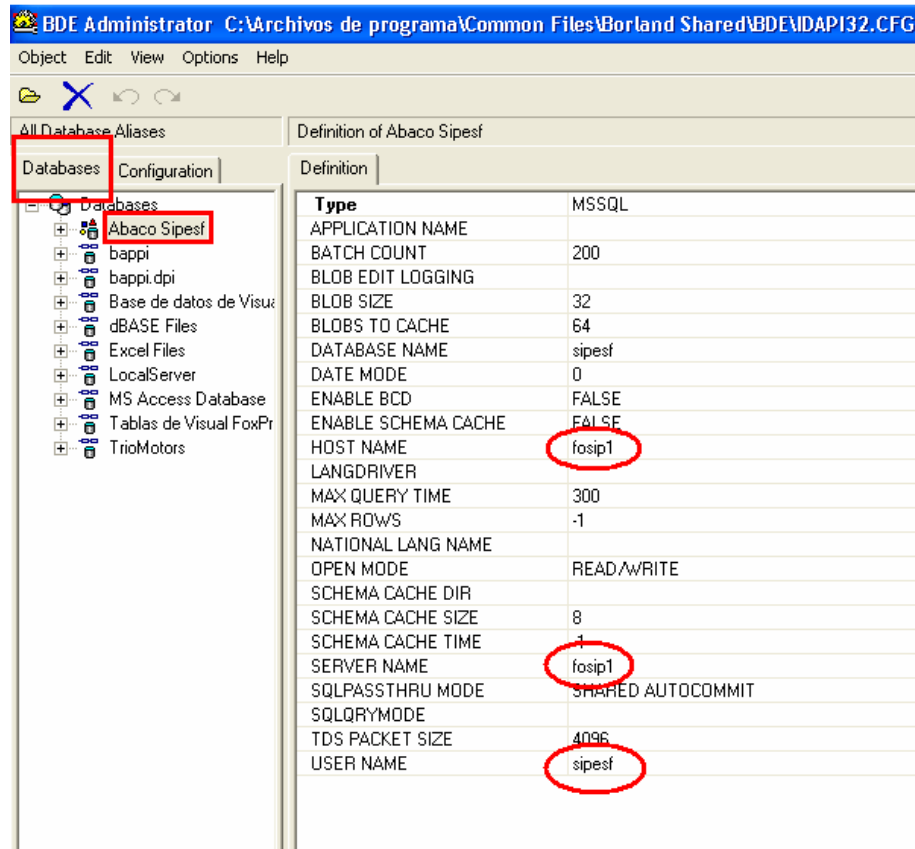 BDE Administrator C:\Archivos de programa\Common Files\Borland Shared\BDE\IDAPI32.CFG
Object Edit View Options Help
All Database Aliases Definition of Abaco Sipesf
Databases Configuration Definition
Databases
Abaco Sipesf
bappi
bappi.dpi
Base de datos de Visua
dBASE Files
Excel Files
LocalServer
MS Access Database
Tablas de Visual FoxPr
TrioMotors
Type MSSQL
APPLICATION NAME
BATCH COUNT 200
BLOB EDIT LOGGING
BLOB SIZE 32
BLOBS TO CACHE 64
DATABASE NAME sipesf
DATE MODE 0
ENABLE BCD FALSE
ENABLE SCHEMA CACHE FALSE
HOST NAME fosip1
LANGDRIVER
MAX QUERY TIME 300
MAX ROWS -1
NATIONAL LANG NAME
OPEN MODE READ/WRITE
SCHEMA CACHE DIR
SCHEMA CACHE SIZE 8
SCHEMA CACHE TIME -1
SERVER NAME fosip1
SQLPASSTHRU MODE SHARED AUTOCOMMIT
SQLQRYMODE
TDS PACKET SIZE 4096
USER NAME sipesf